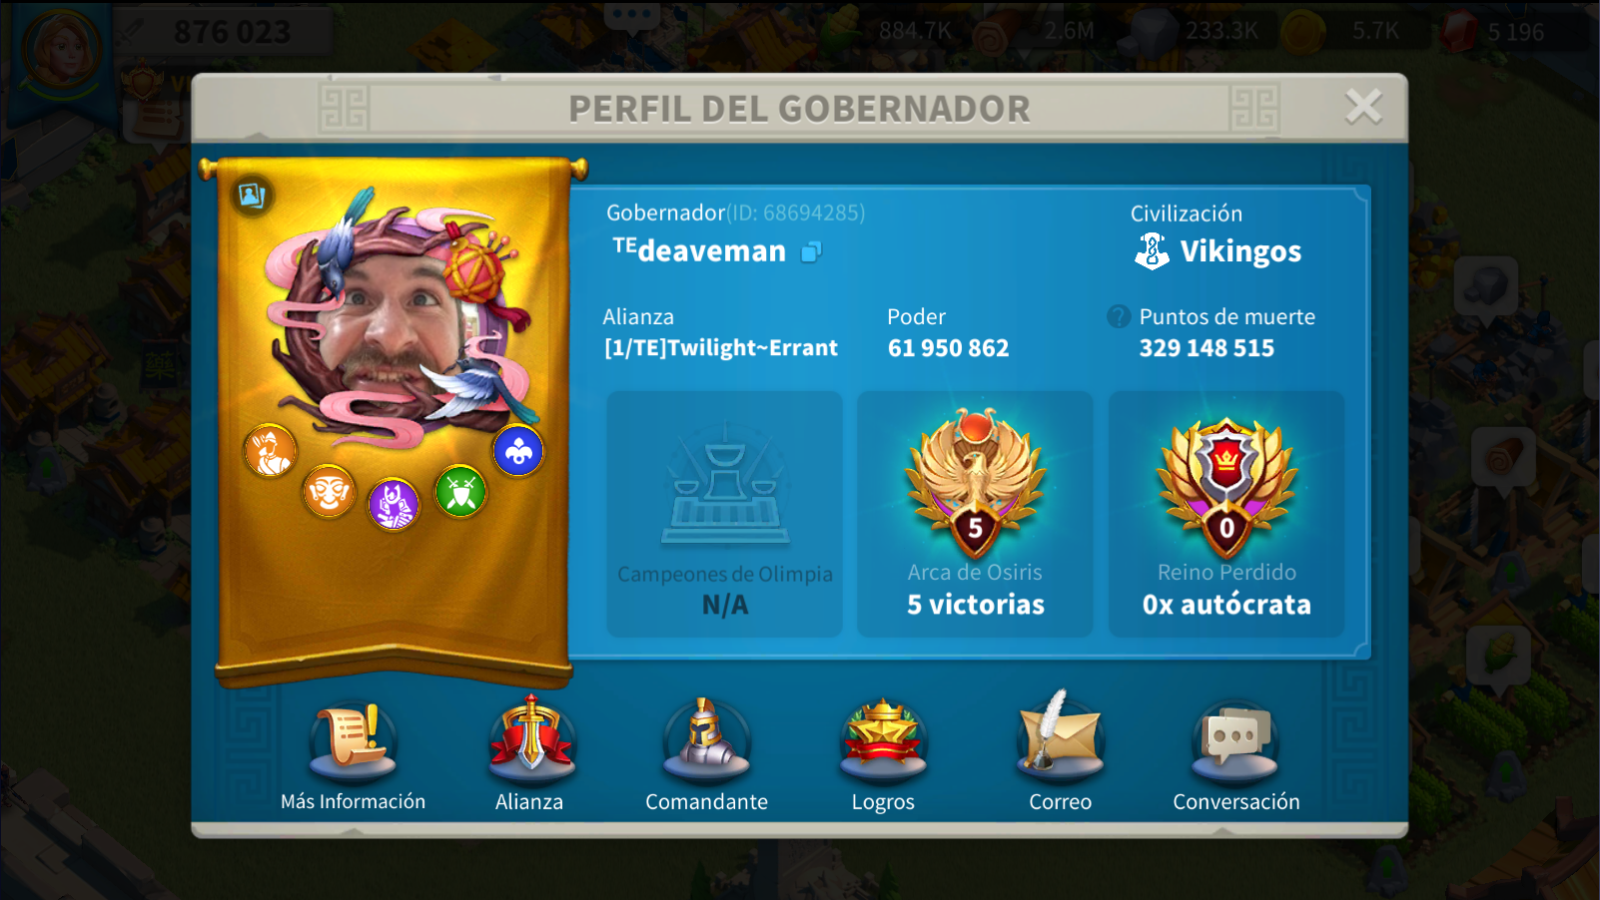 876 023
884.7K
2.6M
233.3K
5.7K
5 196
PERFIL DEL GOBERNADOR
Gobernador(ID: 68694285)
ᵀᴱdeaveman
Civilización
Vikingos
Alianza
[1/TE]Twilight~Errant
Poder
61 950 862
? Puntos de muerte
329 148 515
Campeones de Olimpia
N/A
5
Arca de Osiris
5 victorias
0
Reino Perdido
0x autócrata
Más Información
Alianza
Comandante
Logros
Correo
Conversación